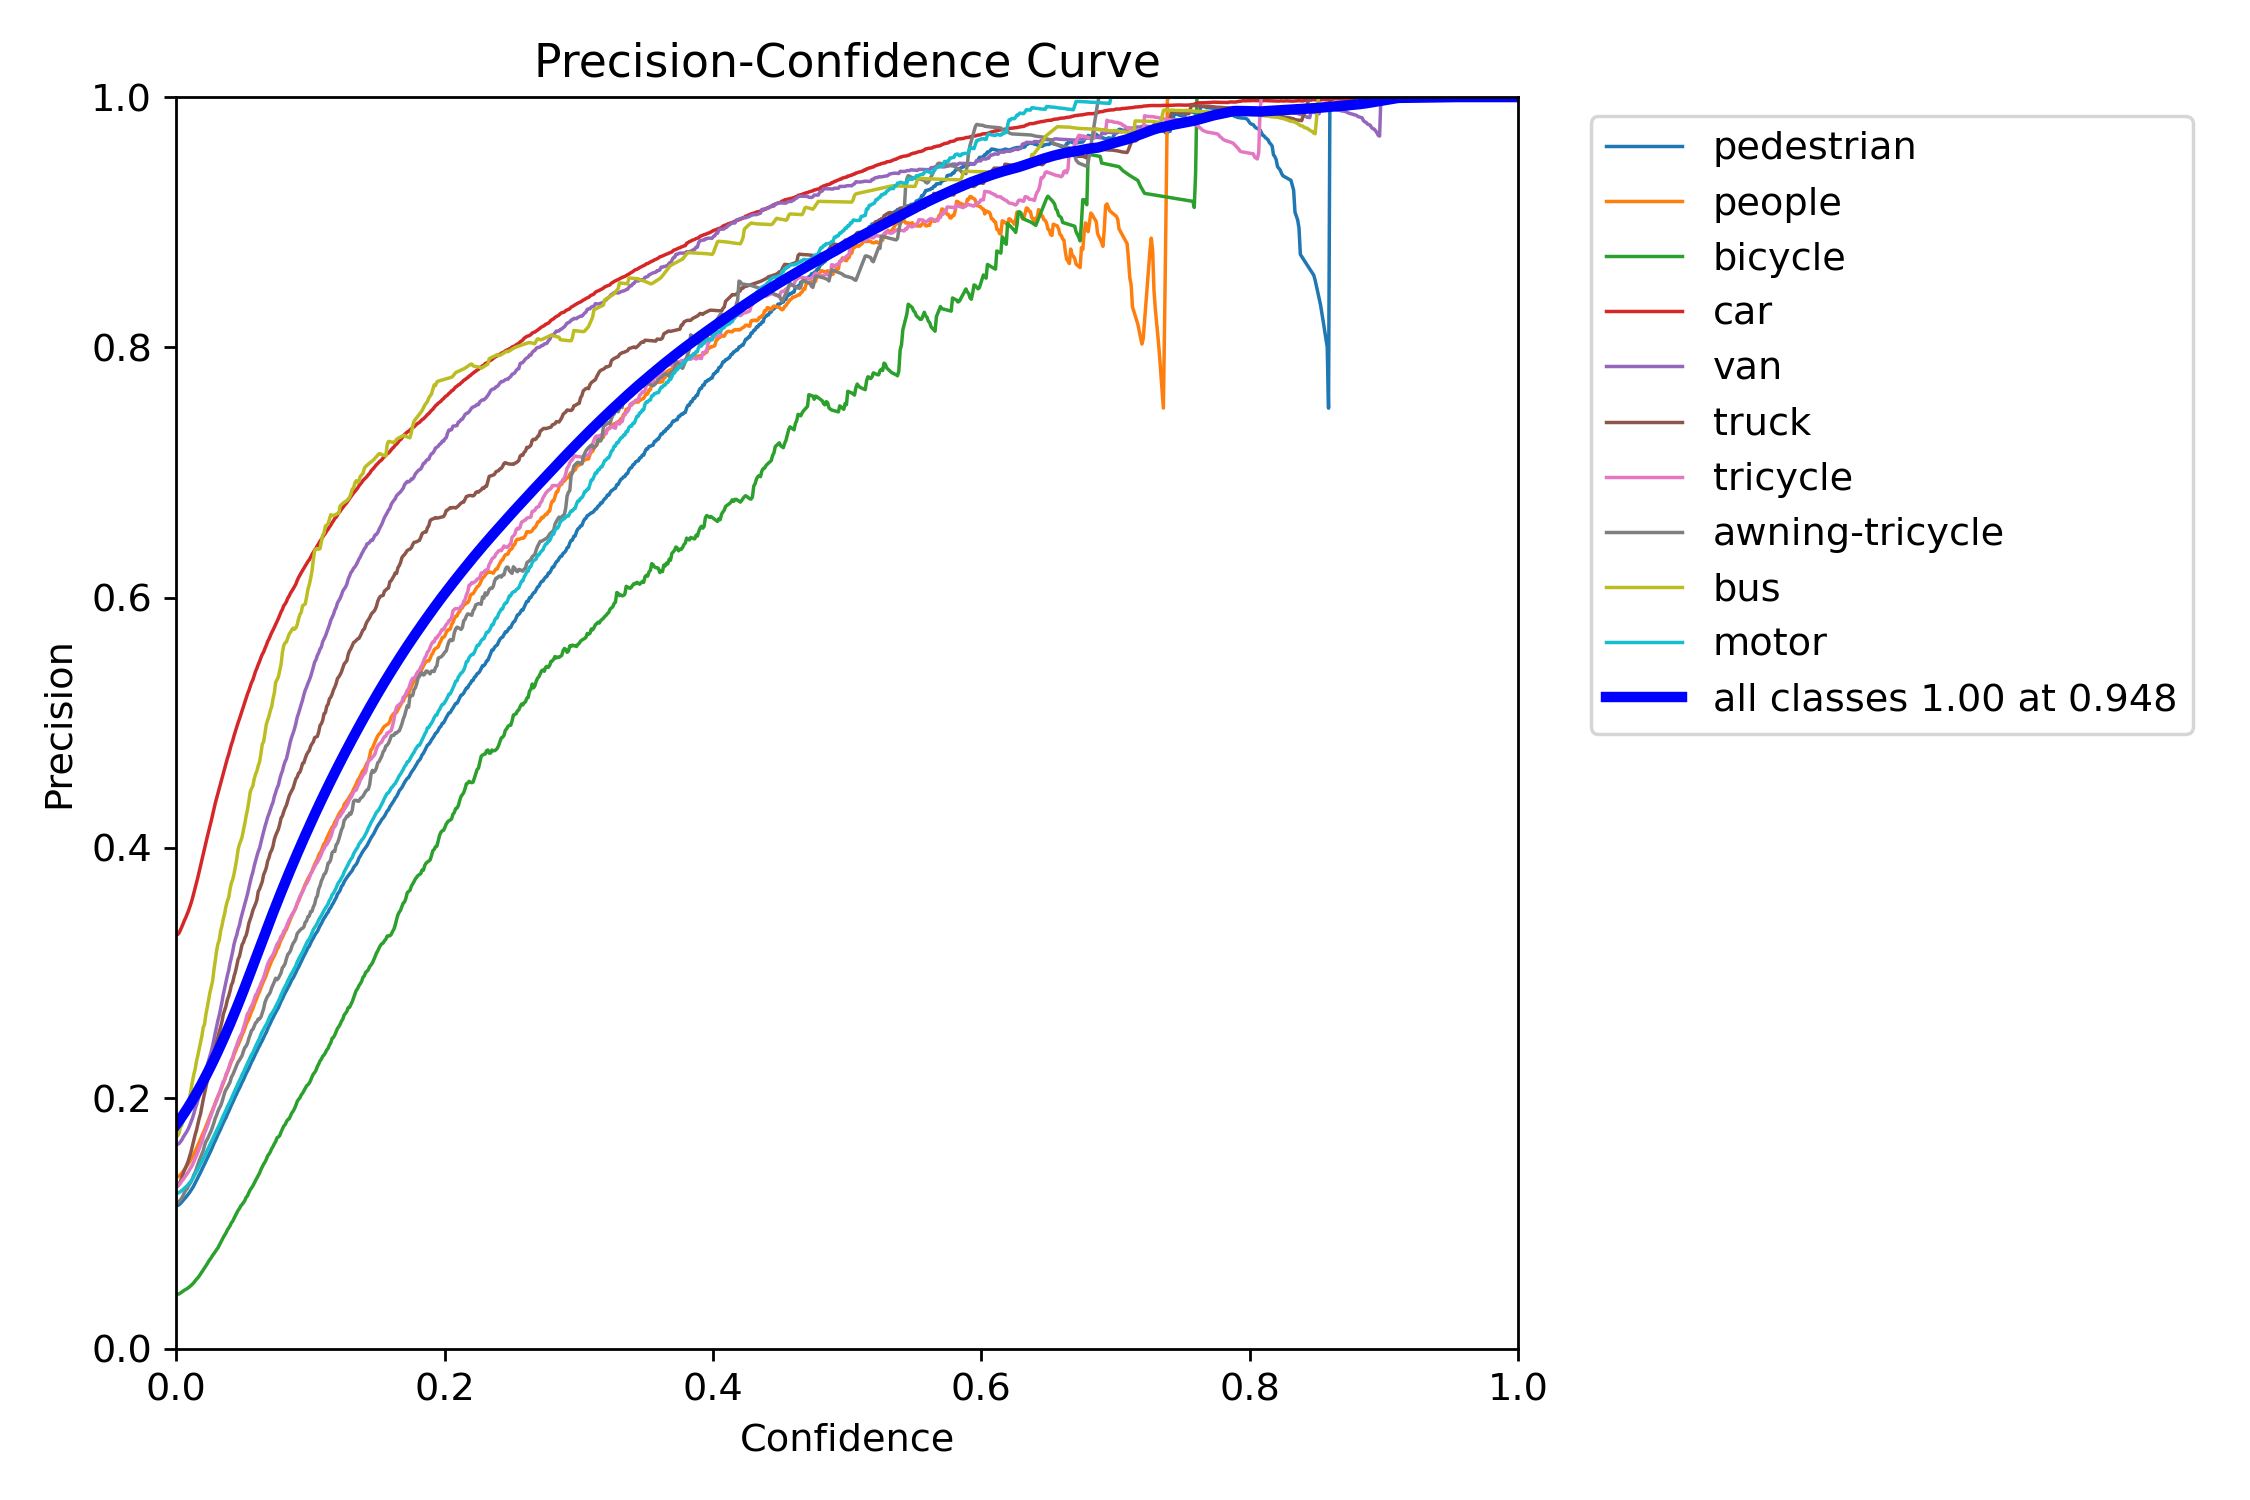 Precision-Confidence Curve
1.0
0.8
0.6
0.4
0.2
0.0
Precision
0.0 0.2 0.4 0.6 0.8 1.0
Confidence
pedestrian
people
bicycle
car
van
truck
tricycle
awning-tricycle
bus
motor
all classes 1.00 at 0.948